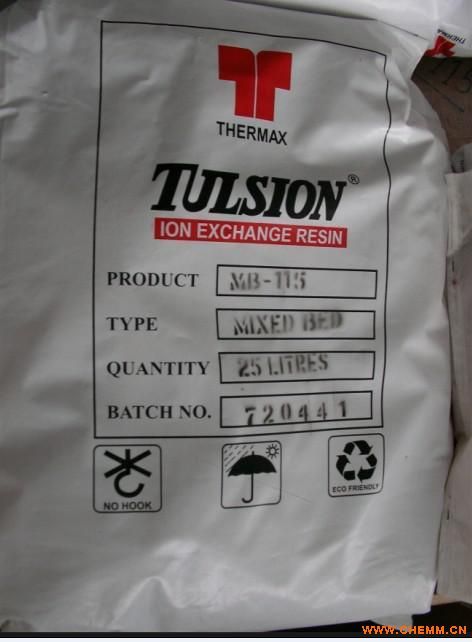 THERMAX
TULSION®
ION EXCHANGE RESIN
PRODUCT MB-115
TYPE MIXED BED
QUANTITY 25 LITRES
BATCH NO. 720441
NO HOOK
ECO FRIENDLY
THERMAX
WWW.CHEMM.CN